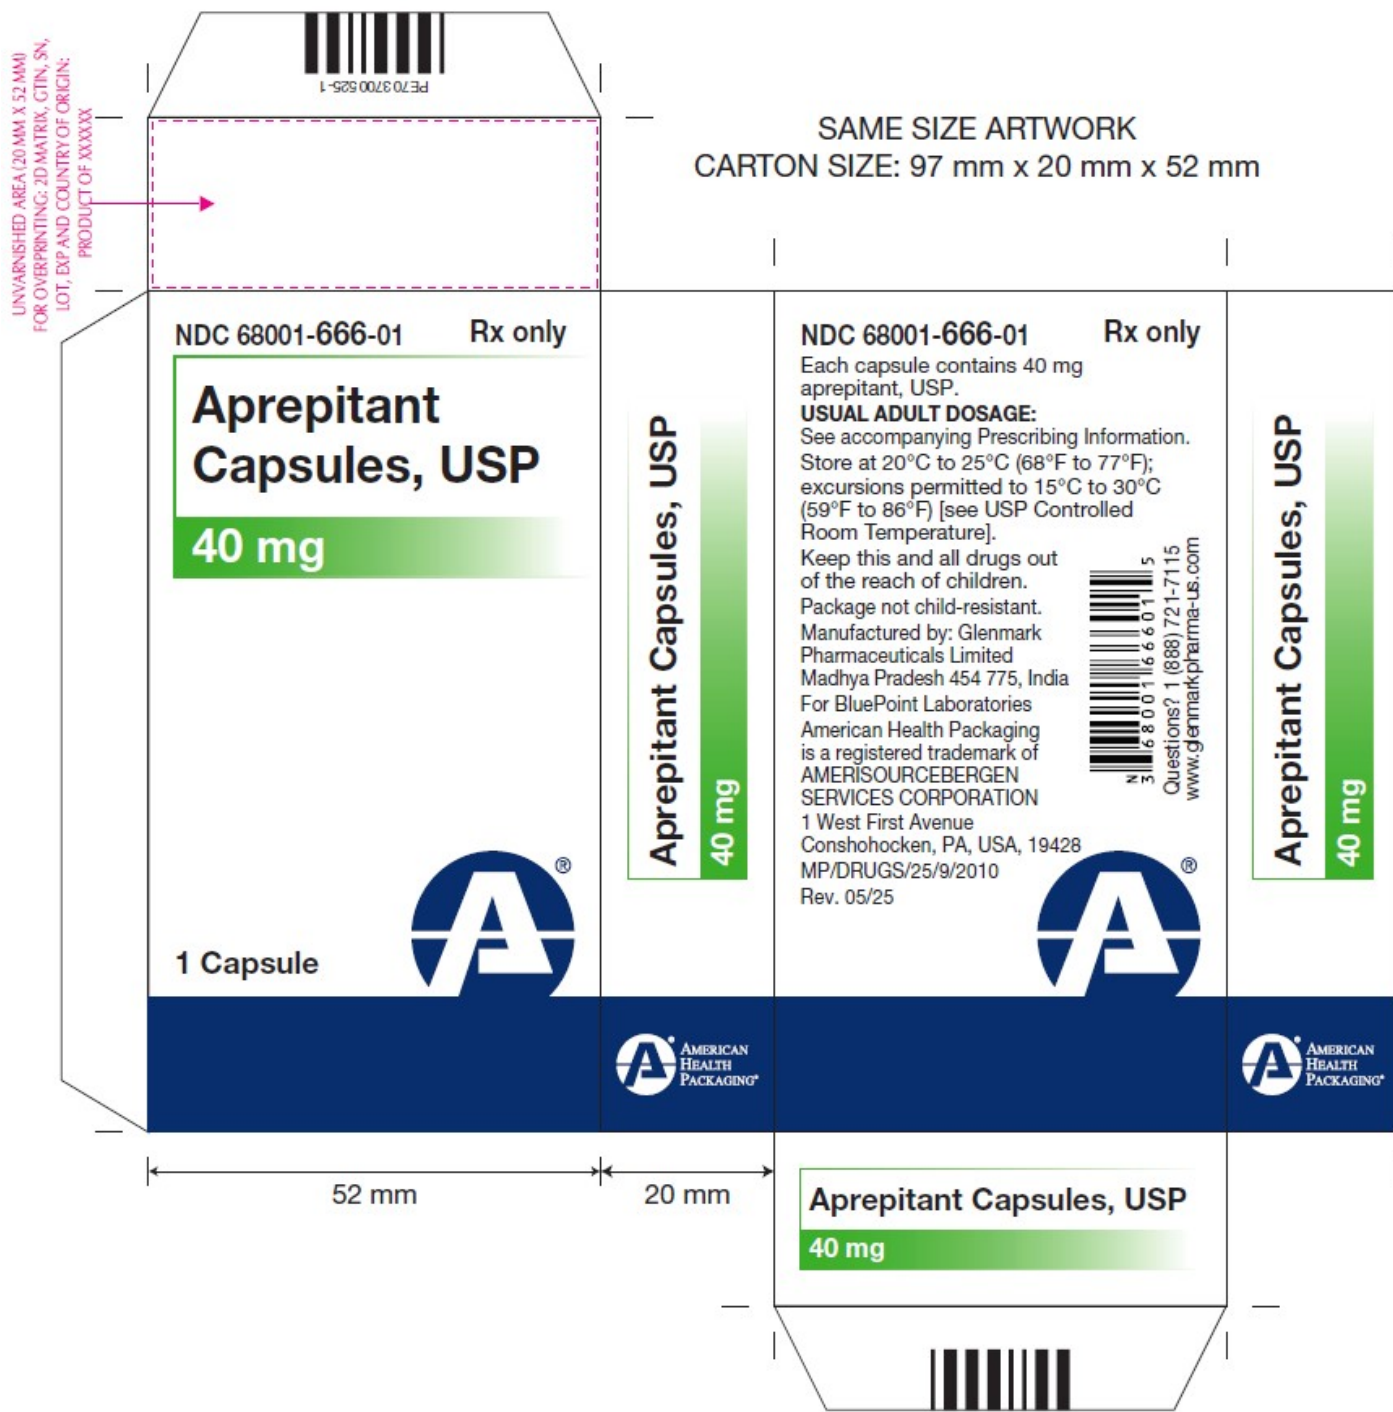 PE70 3700 525-1
UNVARNISHED AREA (20 MM X 52 MM)
FOR OVERPRINTING: 2D MATRIX, GTIN, SN,
LOT, EXP AND COUNTRY OF ORIGIN:
PRODUCT OF XXXXXX
SAME SIZE ARTWORK
CARTON SIZE: 97 mm x 20 mm x 52 mm
NDC 68001-666-01 Rx only
Aprepitant
Capsules, USP
40 mg
1 Capsule
®
Aprepitant Capsules, USP
40 mg
AMERICAN
HEALTH
PACKAGING®
NDC 68001-666-01 Rx only
Each capsule contains 40 mg
aprepitant, USP.
USUAL ADULT DOSAGE:
See accompanying Prescribing Information.
Store at 20°C to 25°C (68°F to 77°F);
excursions permitted to 15°C to 30°C
(59°F to 86°F) [see USP Controlled
Room Temperature].
Keep this and all drugs out
of the reach of children.
Package not child-resistant.
Manufactured by: Glenmark
Pharmaceuticals Limited
Madhya Pradesh 454 775, India
For BluePoint Laboratories
American Health Packaging
is a registered trademark of
AMERISOURCEBERGEN
SERVICES CORPORATION
1 West First Avenue
Conshohocken, PA, USA, 19428
MP/DRUGS/25/9/2010
Rev. 05/25
N
3 68001 66601 5
Questions? 1 (888) 721-7115
www.glenmarkpharma-us.com
®
Aprepitant Capsules, USP
40 mg
AMERICAN
HEALTH
PACKAGING®
52 mm
20 mm
Aprepitant Capsules, USP
40 mg